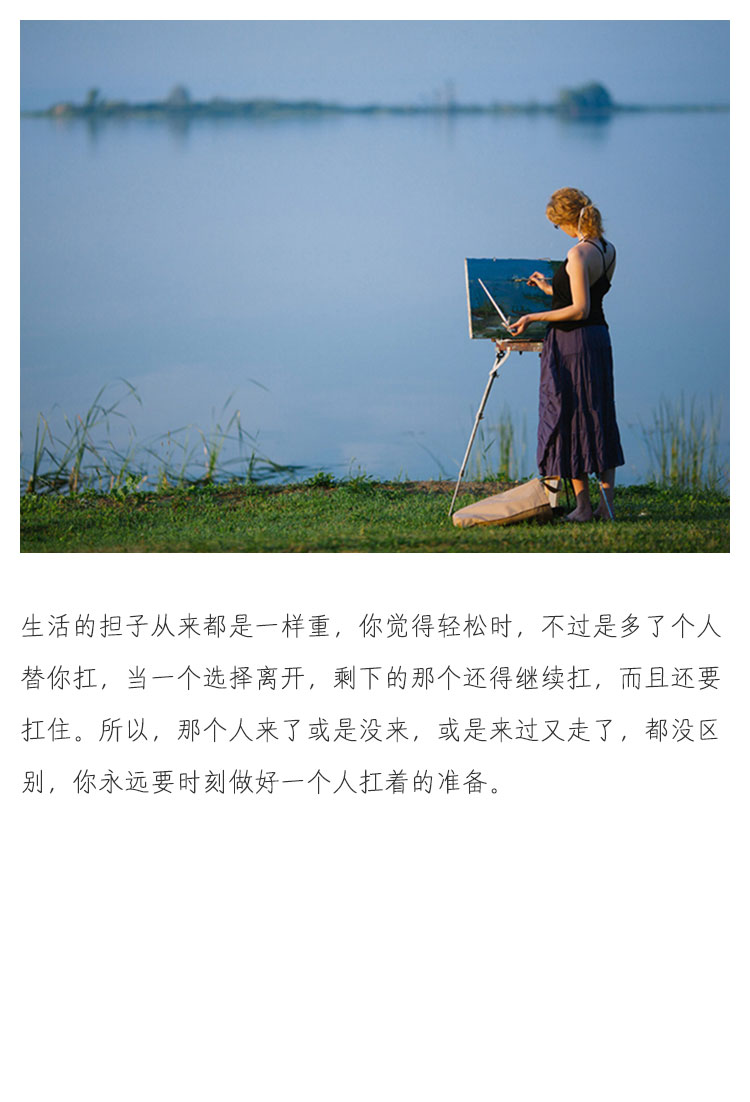 生活的担子从来都是一样重，你觉得轻松时，不过是多了个人
替你扛，当一个选择离开，剩下的那个还得继续扛，而且还要
扛住。所以，那个人来了或是没来，或是来过又走了，都没区
别，你永远要时刻做好一个人扛着的准备。